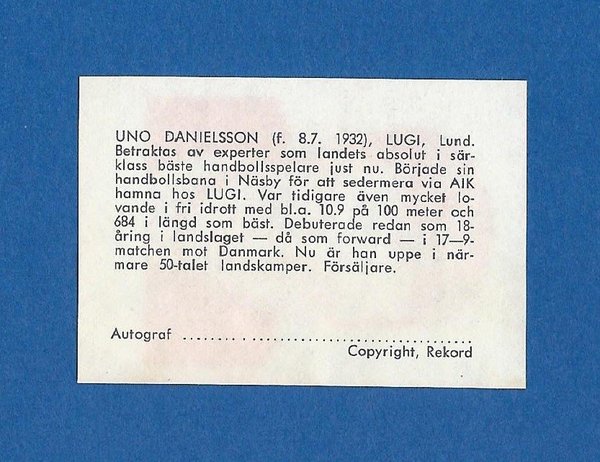 UNO DANIELSSON (f. 8.7. 1932), LUGI, Lund.
Betraktas av experter som landets absolut i sär-
klass bäste handbollsspelare just nu. Började sin
handbollsbana i Näsby för att sedermera via AIK
hamna hos LUGI. Var tidigare även mycket lo-
vande i fri idrott med bl.a. 10.9 på 100 meter och
684 i längd som bäst. Debuterade redan som 18-
åring i landslaget — då som forward — i 17—9-
matchen mot Danmark. Nu är han uppe i när-
mare 50-talet landskamper. Försäljare.
Autograf ................................................
Copyright, Rekord